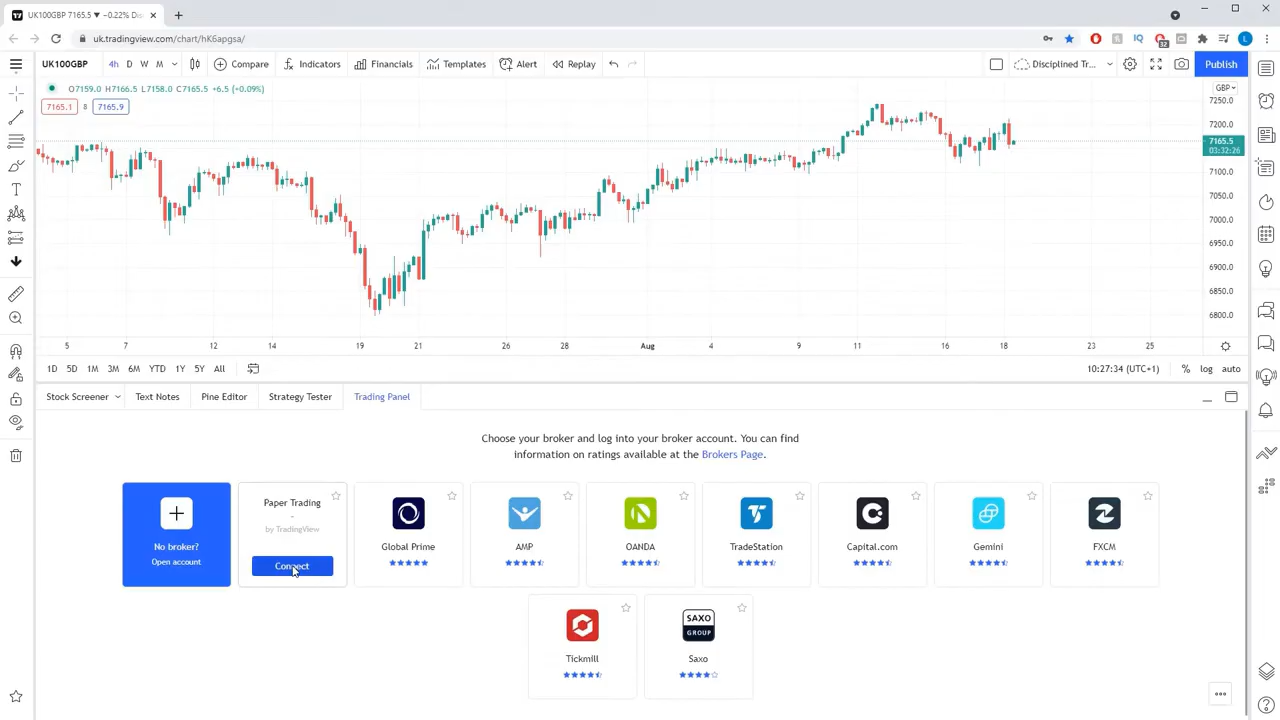 UK100GBP 7165.5 ▼ −0.22% Dis
uk.tradingview.com/chart/hK6apgsa/
UK100GBP 4h D W M Compare Indicators Financials Templates Alert Replay Disciplined Tr... Publish
O7159.0 H7166.5 L7158.0 C7165.5 +6.5 (+0.09%)
7165.1 8 7165.9
GBP
7250.0
7200.0
7165.5
03:32:26
7100.0
7050.0
7000.0
6950.0
6900.0
6850.0
6800.0
5 7 12 14 19 21 26 28 Aug 4 9 11 16 18 23 25
1D 5D 1M 3M 6M YTD 1Y 5Y All 10:27:34 (UTC+1) % log auto
Stock Screener Text Notes Pine Editor Strategy Tester Trading Panel
Choose your broker and log into your broker account. You can find
information on ratings available at the Brokers Page.
No broker?
Open account
Paper Trading
-
by TradingView
Connect
Global Prime
AMP
OANDA
TradeStation
Capital.com
Gemini
FXCM
Tickmill
SAXO
GROUP
Saxo